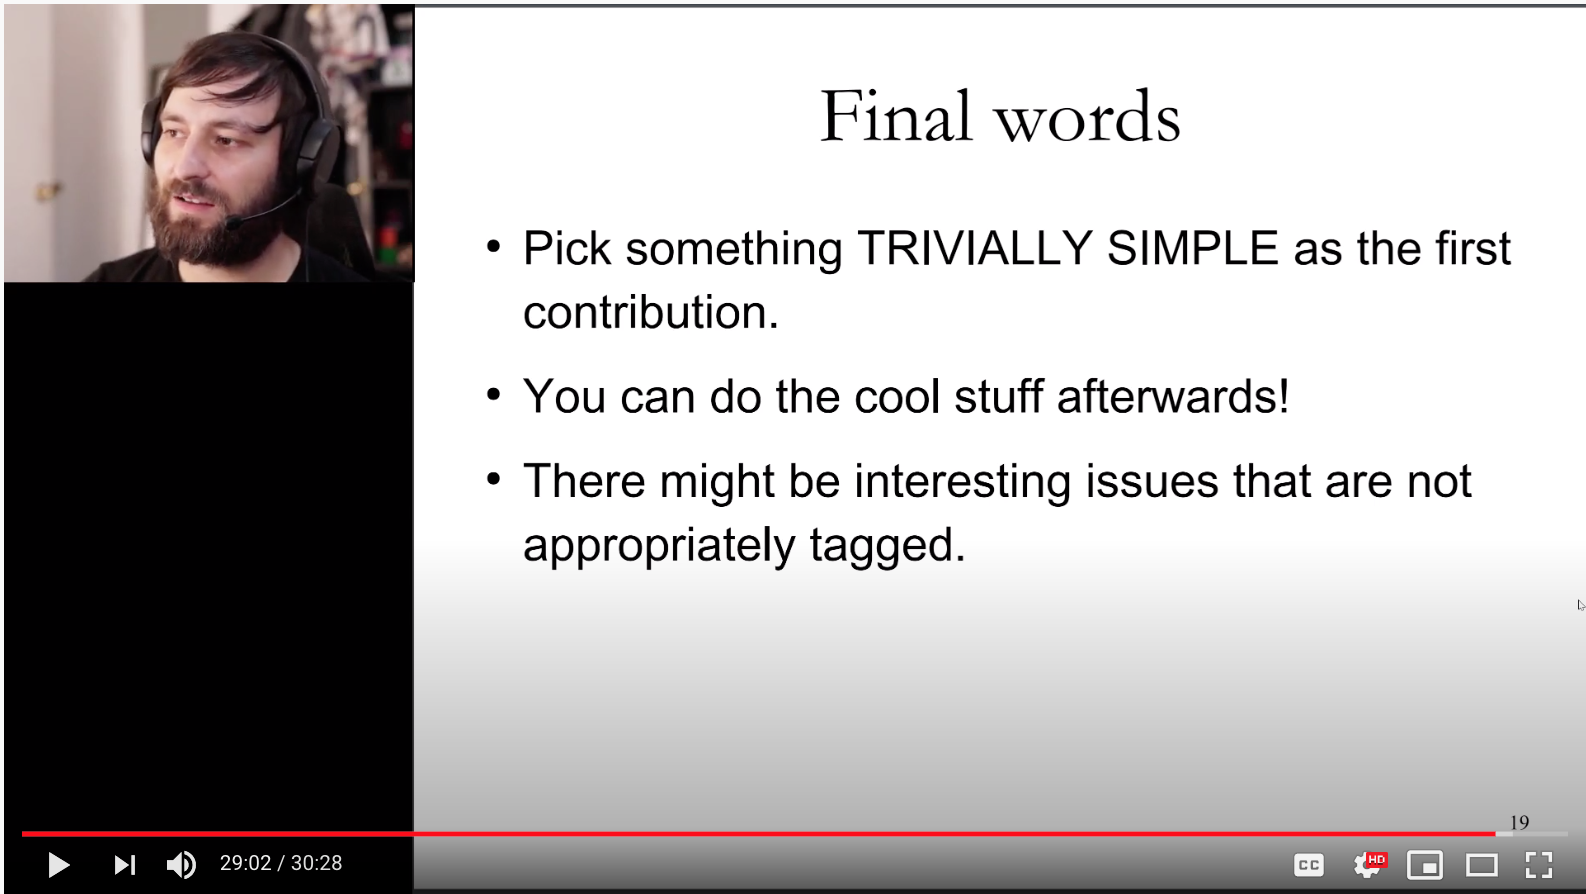 Final words
• Pick something TRIVIALLY SIMPLE as the first
contribution.
• You can do the cool stuff afterwards!
• There might be interesting issues that are not
appropriately tagged.
19
29:02 / 30:28
CC
HD